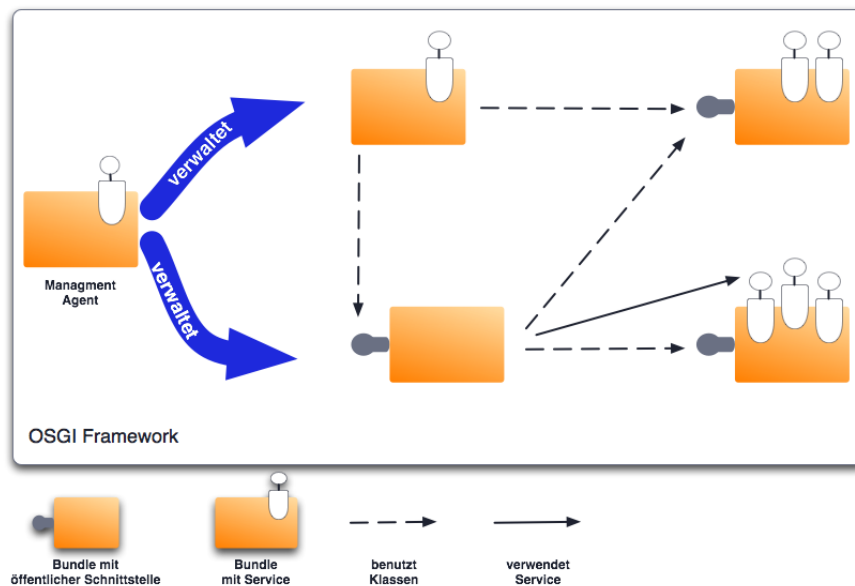 verwaltet
verwaltet
Managment
Agent
OSGI Framework
Bundle mit
öffentlicher Schnittstelle
Bundle
mit Service
benutzt
Klassen
verwendet
Service